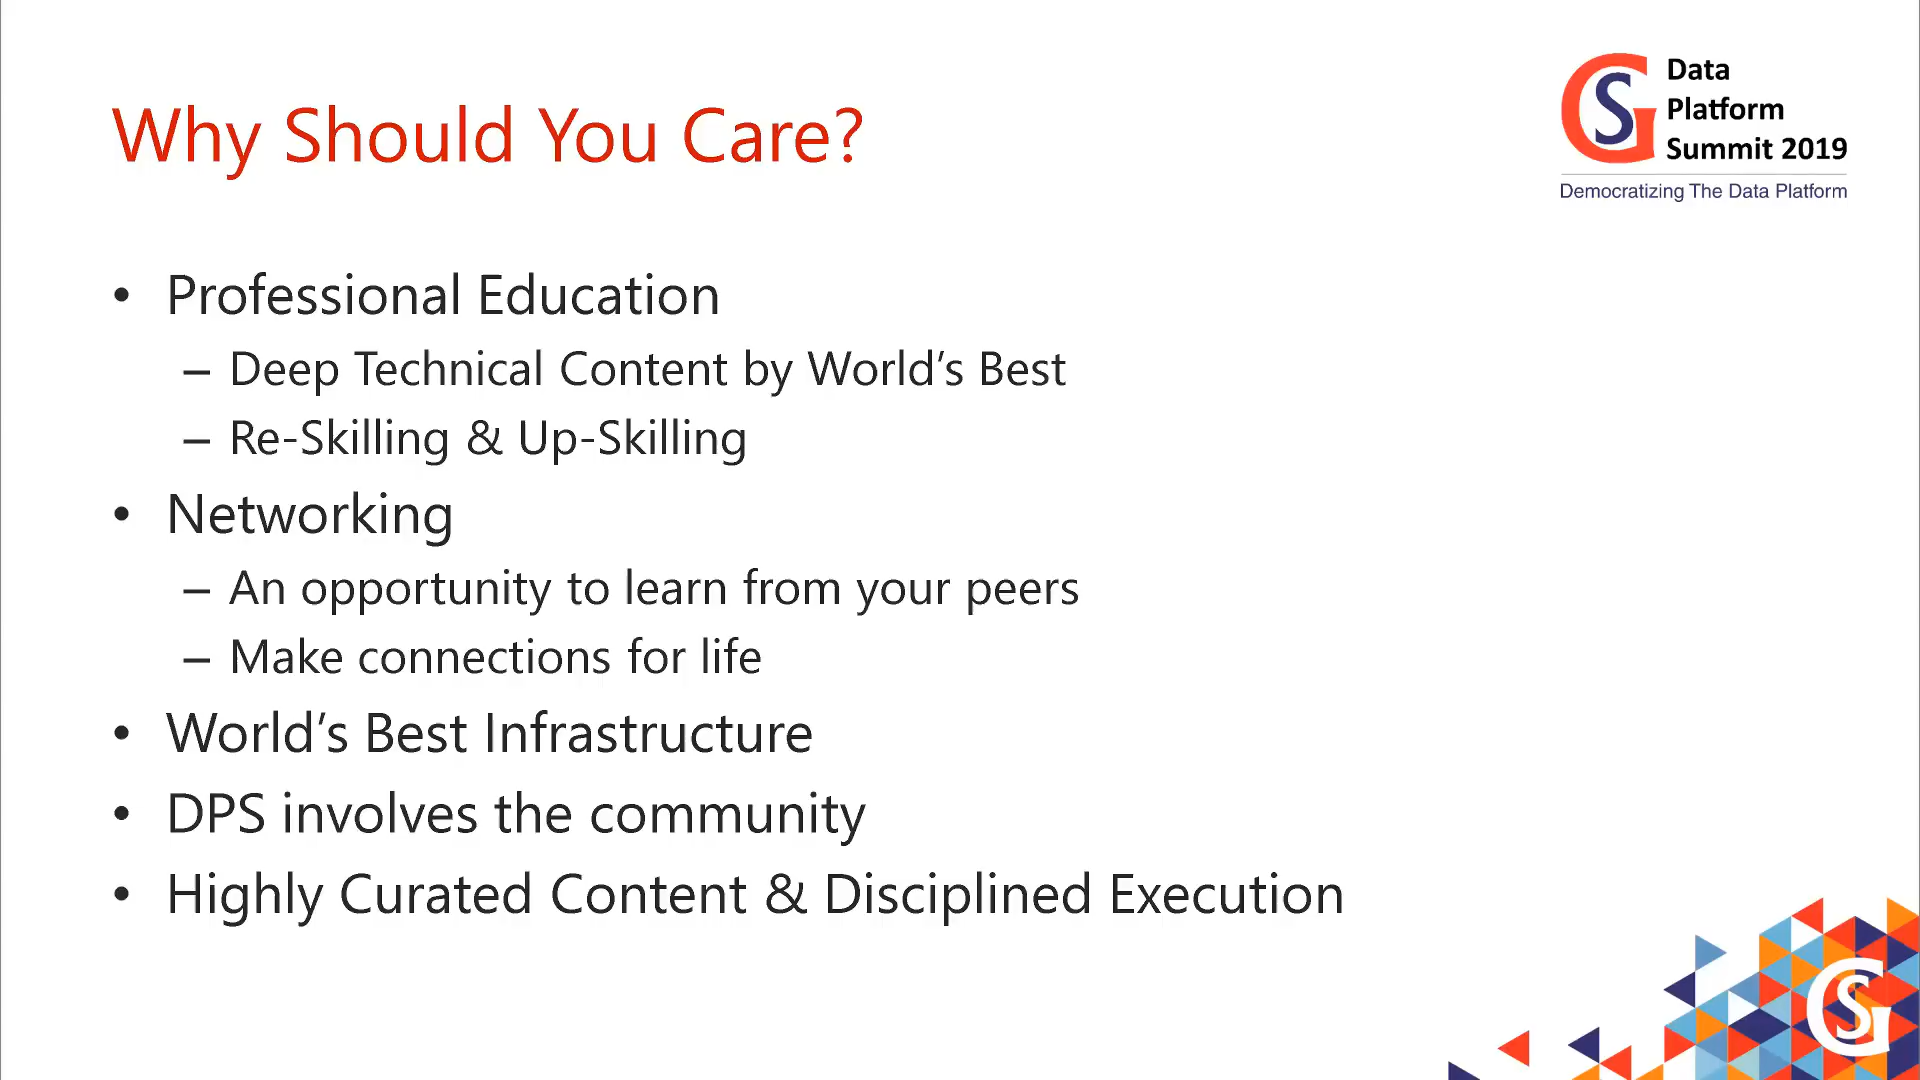 Why Should You Care?
Data
Platform
Summit 2019
Democratizing The Data Platform
• Professional Education
– Deep Technical Content by World’s Best
– Re-Skilling & Up-Skilling
• Networking
– An opportunity to learn from your peers
– Make connections for life
• World’s Best Infrastructure
• DPS involves the community
• Highly Curated Content & Disciplined Execution
GS
GS